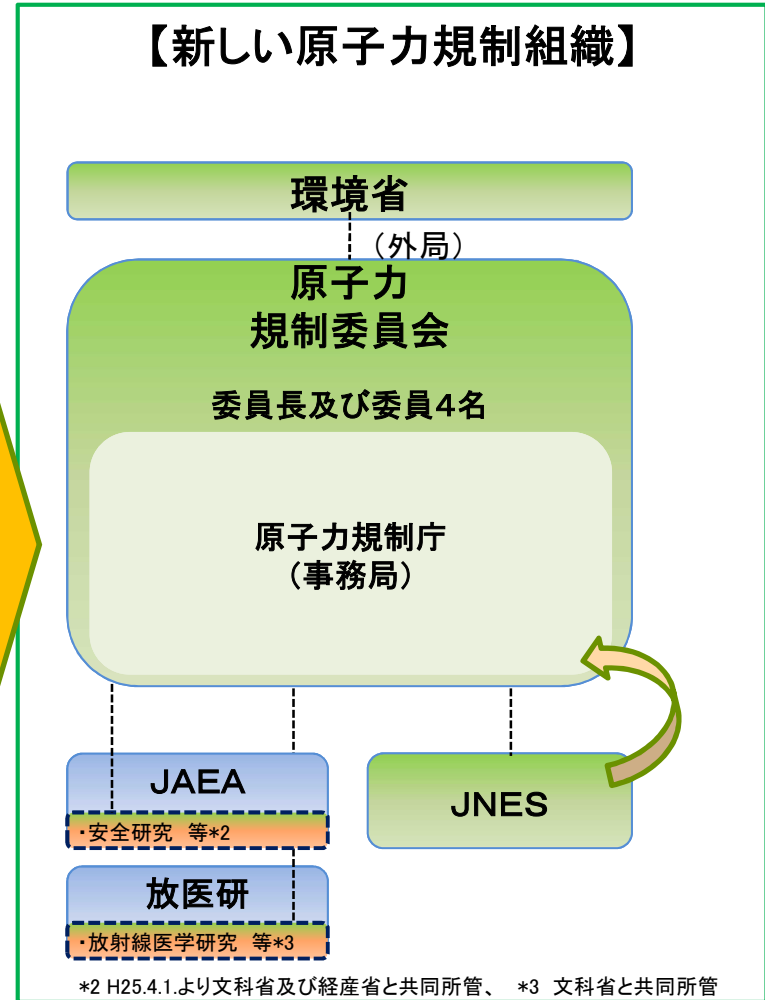 【新しい原子力規制組織】
環境省
（外局）
原子力
規制委員会
委員長及び委員４名
原子力規制庁
（事務局）
ＪＡＥＡ
・安全研究　等*2
放医研
・放射線医学研究　等*3
ＪＮＥＳ
*2 H25.4.1.より文科省及び経産省と共同所管、　*3　文科省と共同所管